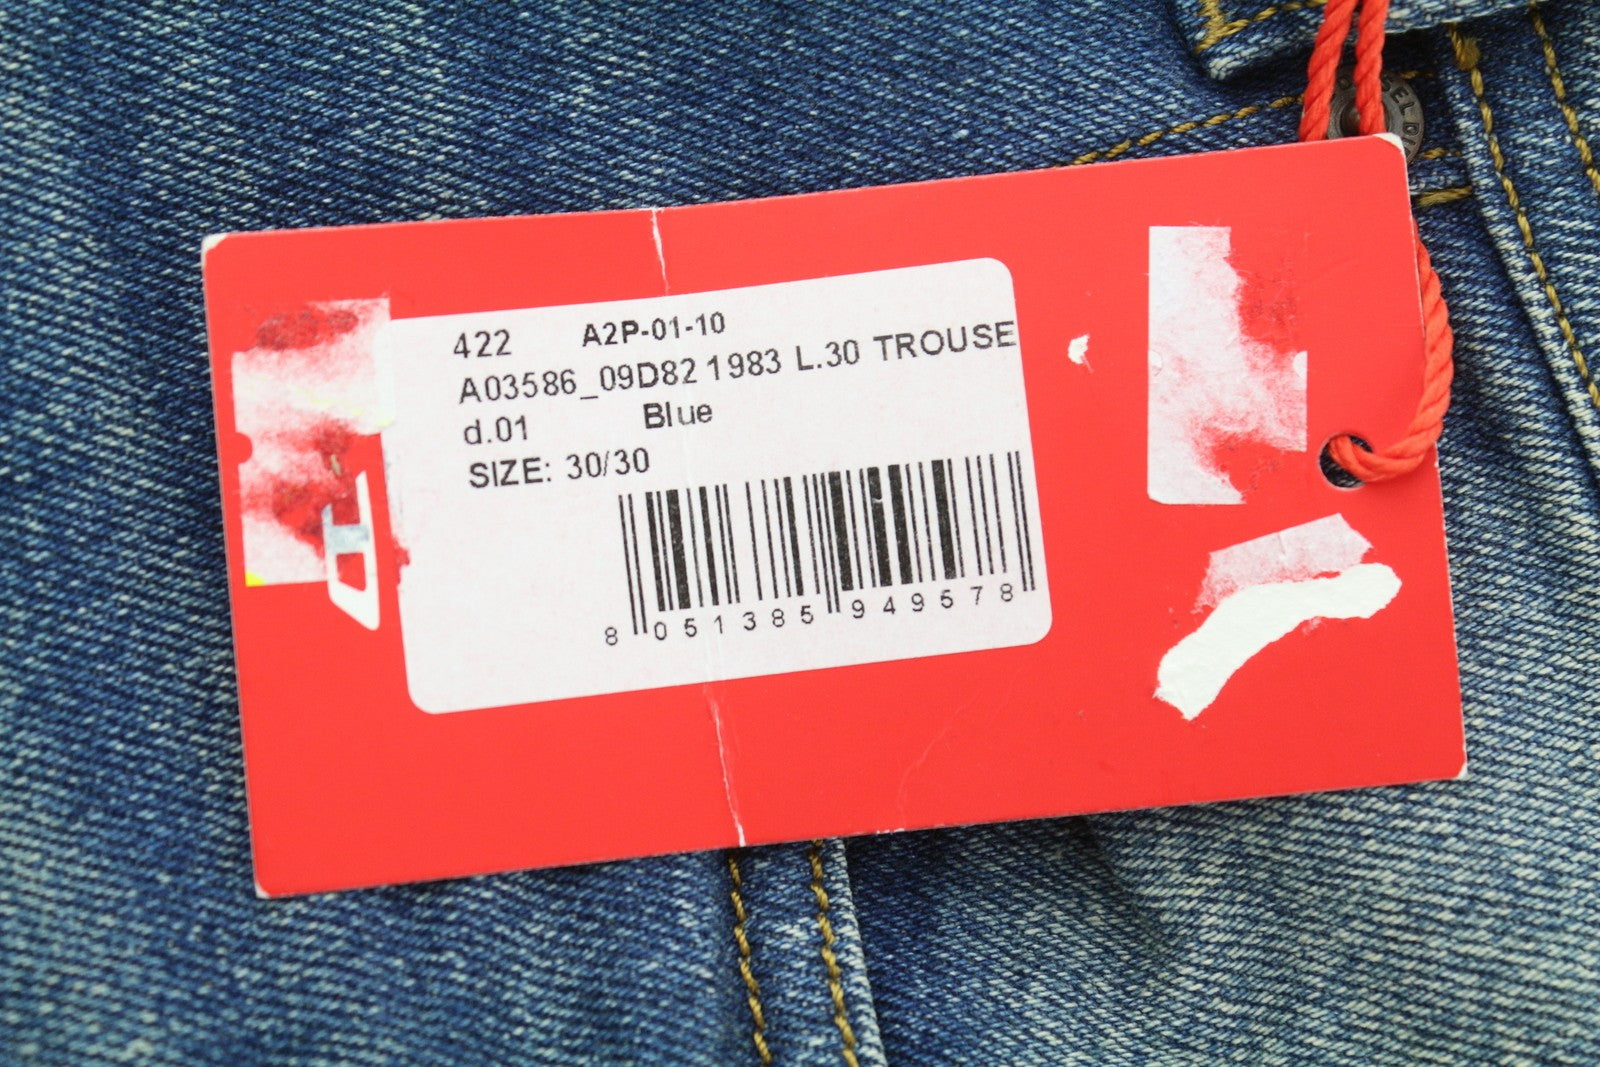 422 A2P-01-10
A03586_09D82 1983 L.30 TROUSE
d.01 Blue
SIZE: 30/30
8 051385 949578